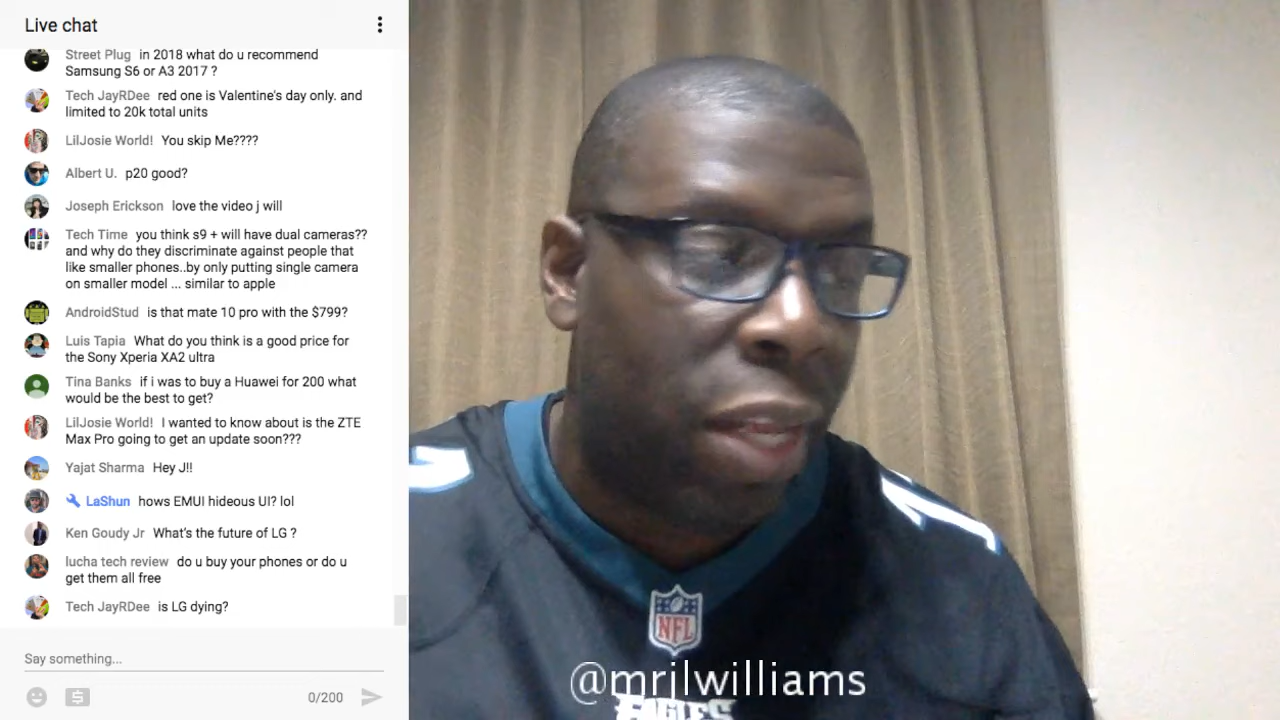 Live chat
Street Plug in 2018 what do u recommend
Samsung S6 or A3 2017 ?
Tech JayRDee red one is Valentine's day only. and
limited to 20k total units
LilJosie World! You skip Me????
Albert U. p20 good?
Joseph Erickson love the video j will
Tech Time you think s9 + will have dual cameras??
and why do they discriminate against people that
like smaller phones..by only putting single camera
on smaller model ... similar to apple
AndroidStud is that mate 10 pro with the $799?
Luis Tapia What do you think is a good price for
the Sony Xperia XA2 ultra
Tina Banks if i was to buy a Huawei for 200 what
would be the best to get?
LilJosie World! I wanted to know about is the ZTE
Max Pro going to get an update soon???
Yajat Sharma Hey J!!
LaShun hows EMUI hideous UI? lol
Ken Goudy Jr What's the future of LG ?
lucha tech review do u buy your phones or do u
get them all free
Tech JayRDee is LG dying?
Say something...
0/200
NFL
@mrjlwilliams
EAGLES